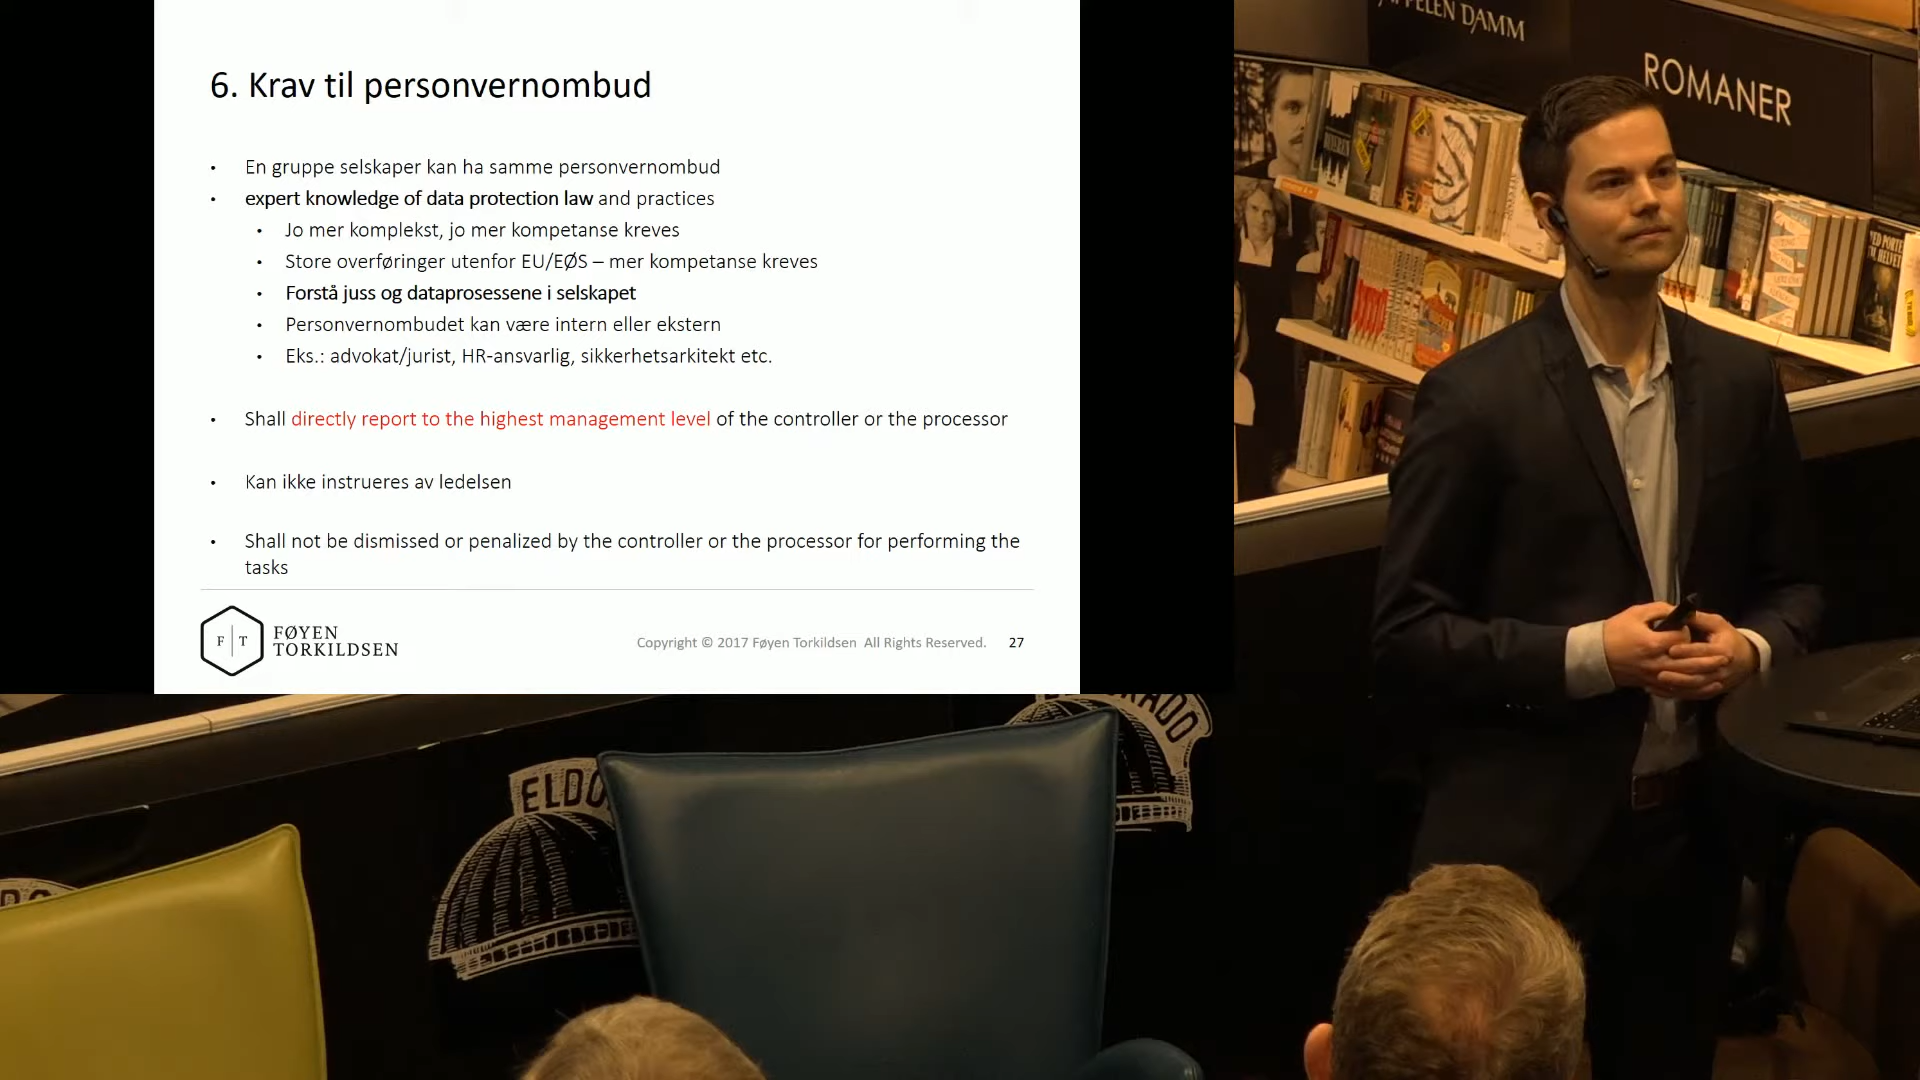 6. Krav til personvernombud
• En gruppe selskaper kan ha samme personvernombud
• expert knowledge of data protection law and practices
• Jo mer komplekst, jo mer kompetanse kreves
• Store overføringer utenfor EU/EØS – mer kompetanse kreves
• Forstå juss og dataprosessene i selskapet
• Personvernombudet kan være intern eller ekstern
• Eks.: advokat/jurist, HR-ansvarlig, sikkerhetsarkitekt etc.
• Shall directly report to the highest management level of the controller or the processor
• Kan ikke instrueres av ledelsen
• Shall not be dismissed or penalized by the controller or the processor for performing the
tasks
F T
FØYEN
TORKILDSEN
Copyright © 2017 Føyen Torkildsen All Rights Reserved. 27
DAMM
ROMANER